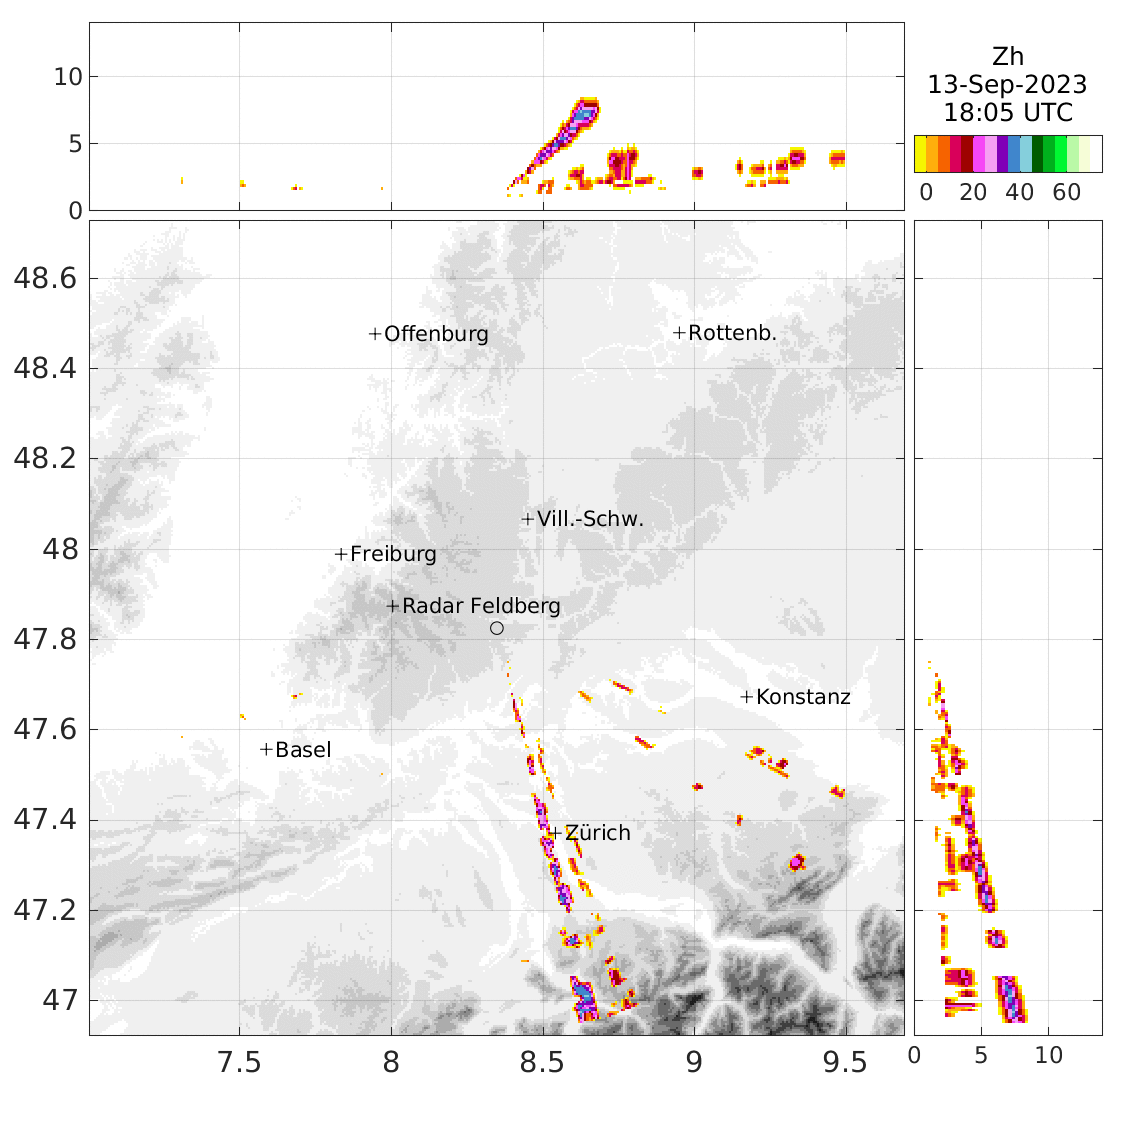 10
5
0
Zh
13-Sep-2023
18:05 UTC
0 20 40 60
48.6
48.4
48.2
48
47.8
47.6
47.4
47.2
47
Offenburg
Rottenb.
Vill.-Schw.
Freiburg
Radar Feldberg
Konstanz
Basel
Zürich
7.5 8 8.5 9 9.5
0 5 10